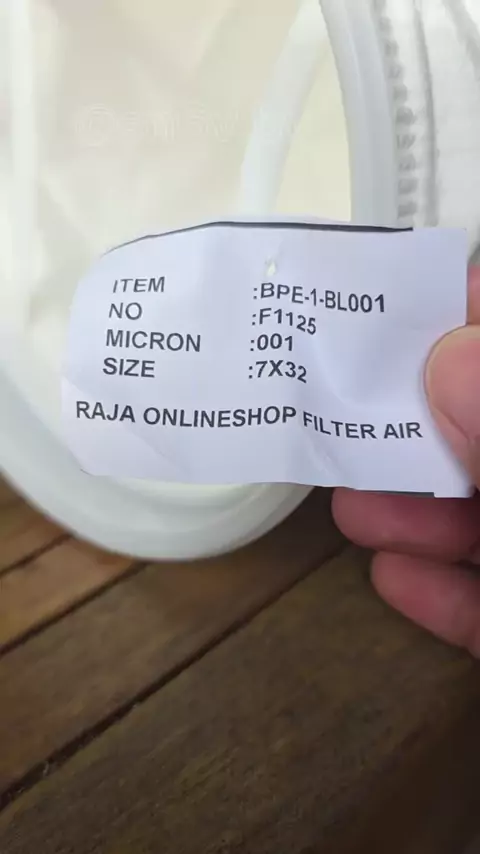 ITEM :BPE-1-BL001
NO :F1125
MICRON :001
SIZE :7X32
RAJA ONLINESHOP FILTER AIR